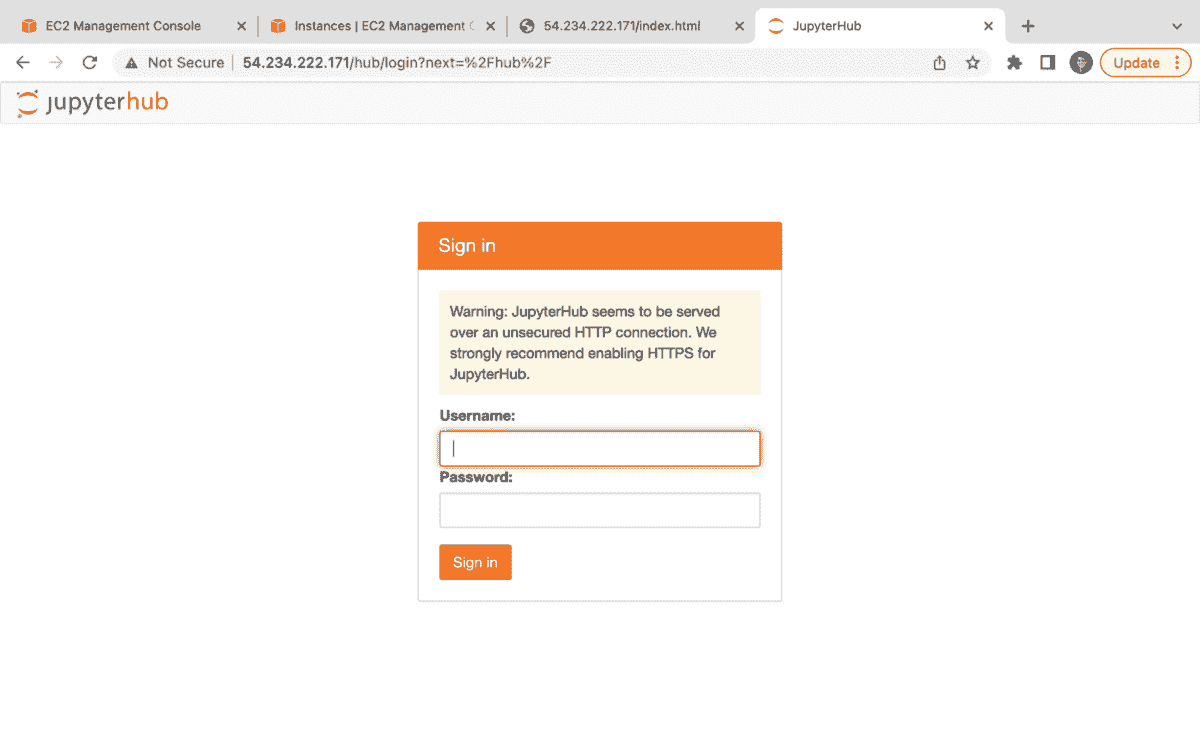 EC2 Management Console
Instances | EC2 Management
54.234.222.171/index.html
JupyterHub
Not Secure
54.234.222.171/hub/login?next=%2Fhub%2F
Update
jupyterhub
Sign in
Warning: JupyterHub seems to be served
over an unsecured HTTP connection. We
strongly recommend enabling HTTPS for
JupyterHub.
Username:
Password:
Sign in